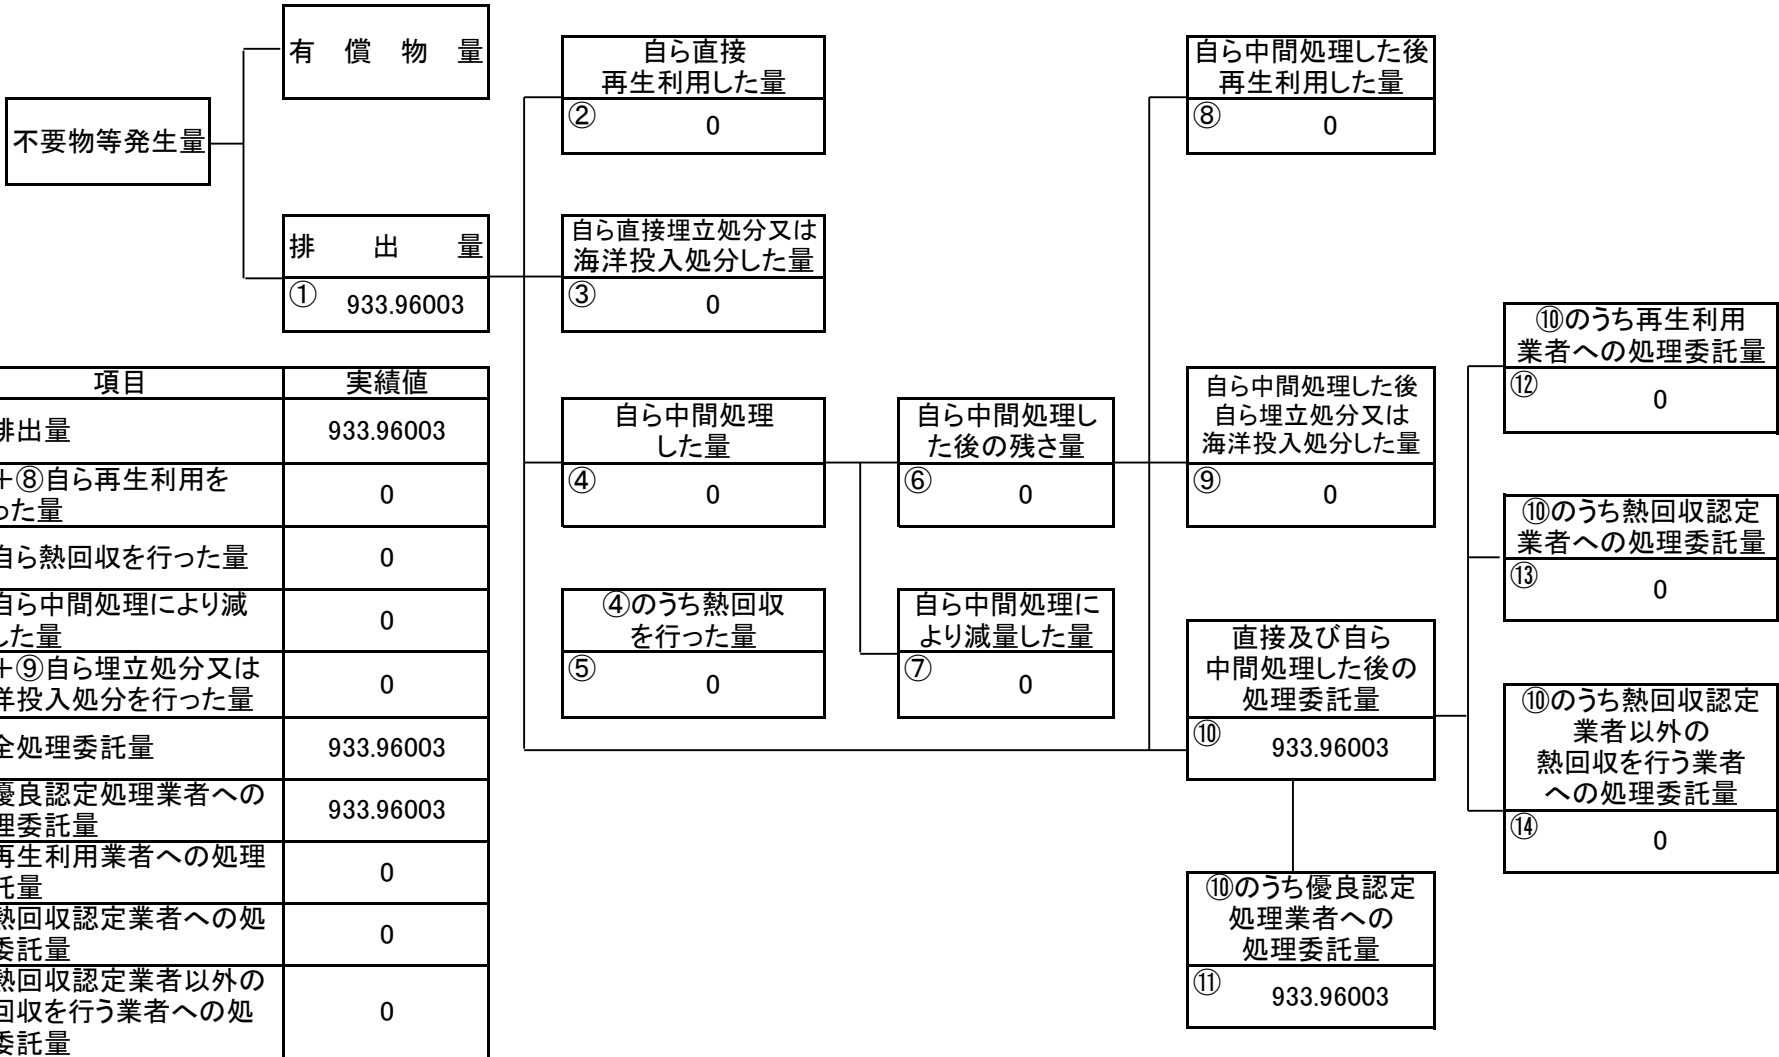 有償物量
不要物等発生量
排出量
① 933.96003
自ら直接
再生利用した量
② 0
自ら直接埋立処分又は
海洋投入処分した量
③ 0
自ら中間処理
した量
④ 0
④のうち熱回収
を行った量
⑤ 0
自ら中間処理し
た後の残さ量
⑥ 0
自ら中間処理に
より減量した量
⑦ 0
自ら中間処理した後
再生利用した量
⑧ 0
自ら中間処理した後
自ら埋立処分又は
海洋投入処分した量
⑨ 0
直接及び自ら
中間処理した後の
処理委託量
⑩ 933.96003
⑩のうち優良認定
処理業者への
処理委託量
⑪ 933.96003
⑩のうち再生利用
業者への処理委託量
⑫ 0
⑩のうち熱回収認定
業者への処理委託量
⑬ 0
⑩のうち熱回収認定
業者以外の
熱回収を行う業者
への処理委託量
⑭ 0
項目 実績値
排出量 933.96003
+⑧自ら再生利用を
った量 0
自ら熱回収を行った量 0
自ら中間処理により減
した量 0
+⑨自ら埋立処分又は
洋投入処分を行った量 0
全処理委託量 933.96003
優良認定処理業者への
理委託量 933.96003
再生利用業者への処理
託量 0
熱回収認定業者への処
委託量 0
熱回収認定業者以外の
回収を行う業者への処
委託量 0